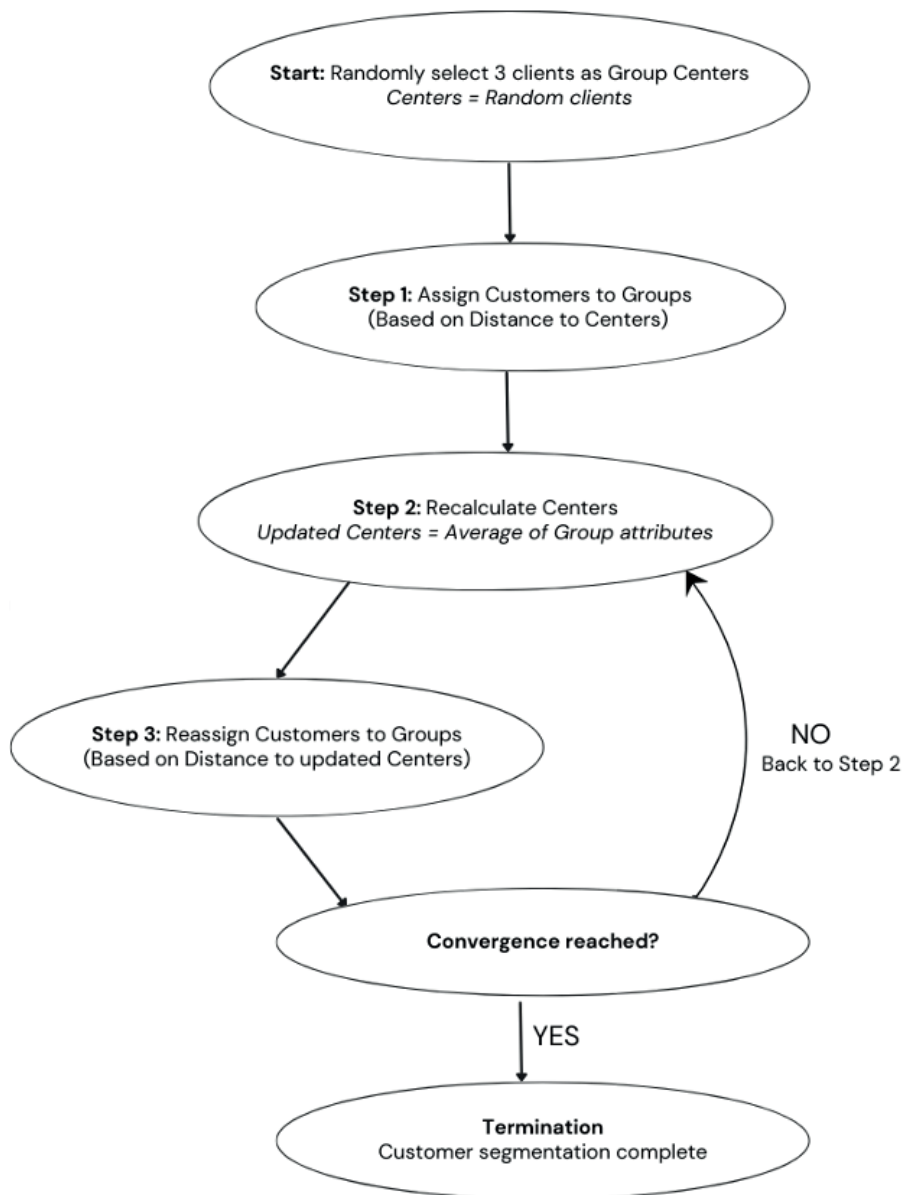 Start: Randomly select 3 clients as Group Centers
Centers = Random clients
Step 1: Assign Customers to Groups
(Based on Distance to Centers)
Step 2: Recalculate Centers
Updated Centers = Average of Group attributes
Step 3: Reassign Customers to Groups
(Based on Distance to updated Centers)
NO
Back to Step 2
Convergence reached?
YES
Termination
Customer segmentation complete